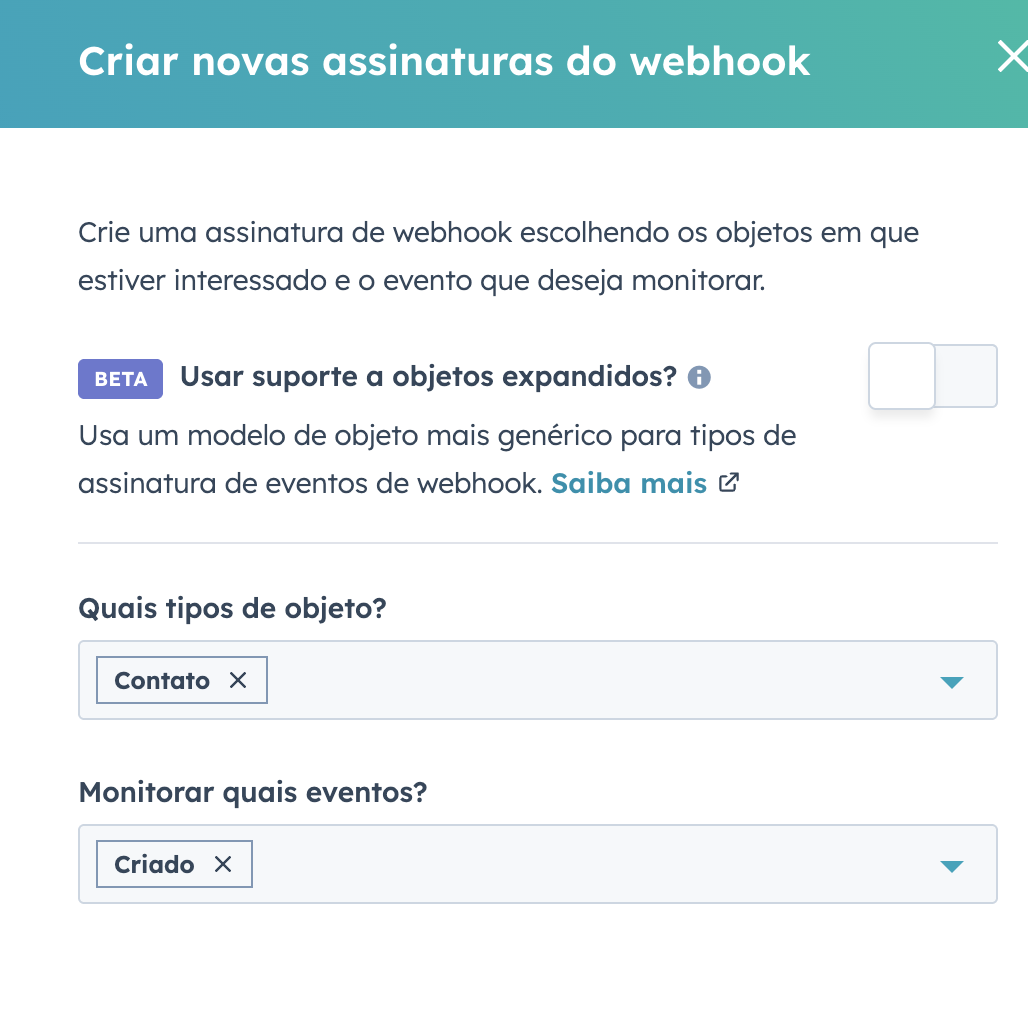 Criar novas assinaturas do webhook
Crie uma assinatura de webhook escolhendo os objetos em que
estiver interessado e o evento que deseja monitorar.
BETA Usar suporte a objetos expandidos?
Usa um modelo de objeto mais genérico para tipos de
assinatura de eventos de webhook. Saiba mais
Quais tipos de objeto?
Contato
Monitorar quais eventos?
Criado